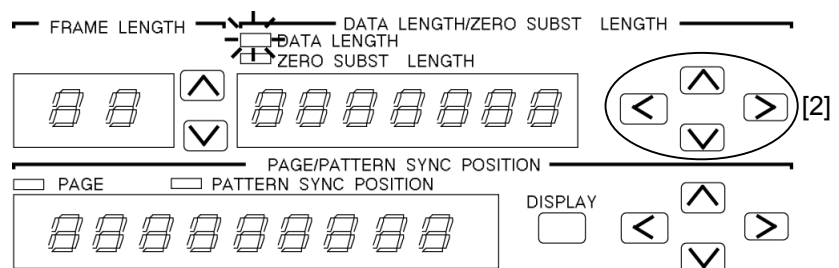 FRAME LENGTH
DATA LENGTH/ZERO SUBST LENGTH
DATA LENGTH
ZERO SUBST LENGTH
[2]
PAGE/PATTERN SYNC POSITION
PAGE
PATTERN SYNC POSITION
DISPLAY